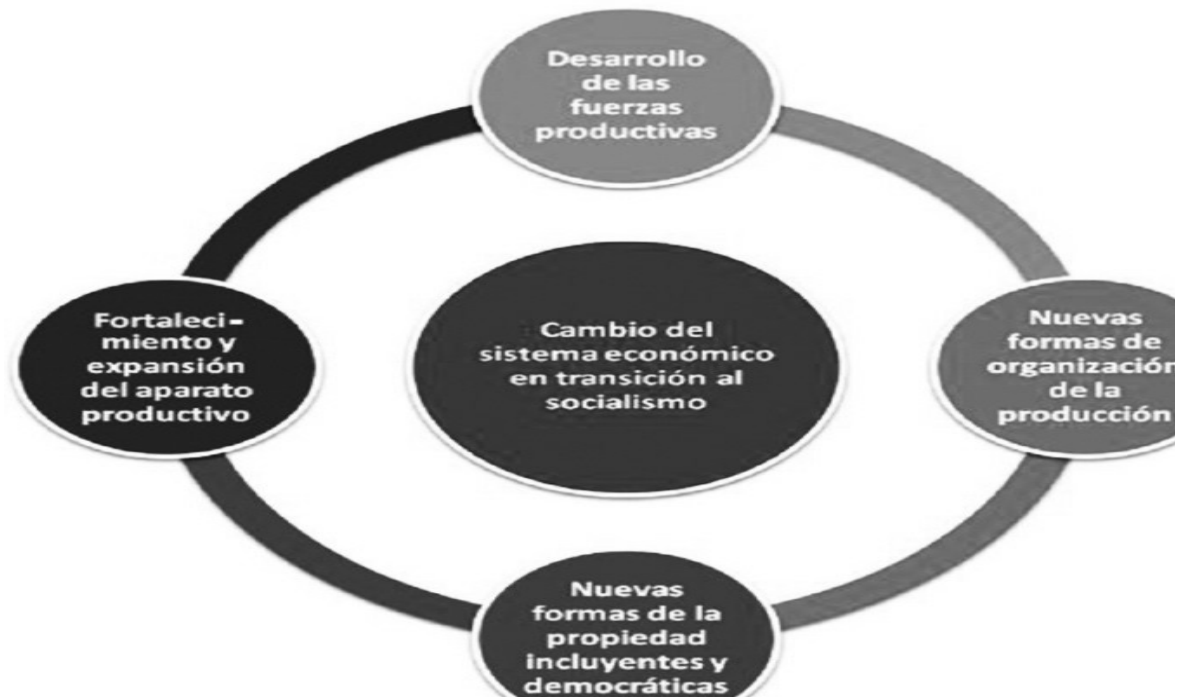 Desarrollo
de las
fuerzas
productivas
Nuevas
formas de
organización
de la
producción
Nuevas
formas de la
propiedad
incluyentes y
democráticas
Fortaleci-
miento y
expansión
del aparato
productivo
Cambio del
sistema económico
en transición al
socialismo